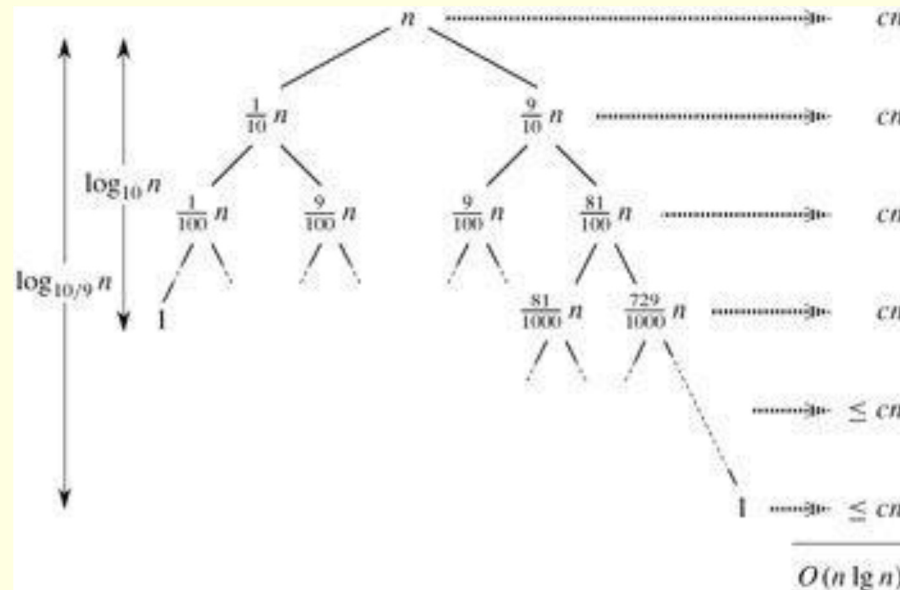 n cn
1/10 n 9/10 n cn
log₁₀ n
1/100 n 9/100 n 9/100 n 81/100 n cn
log₁₀/₉ n
1 81/1000 n 729/1000 n cn
≤ cn
1 ≤ cn
O(n lg n)